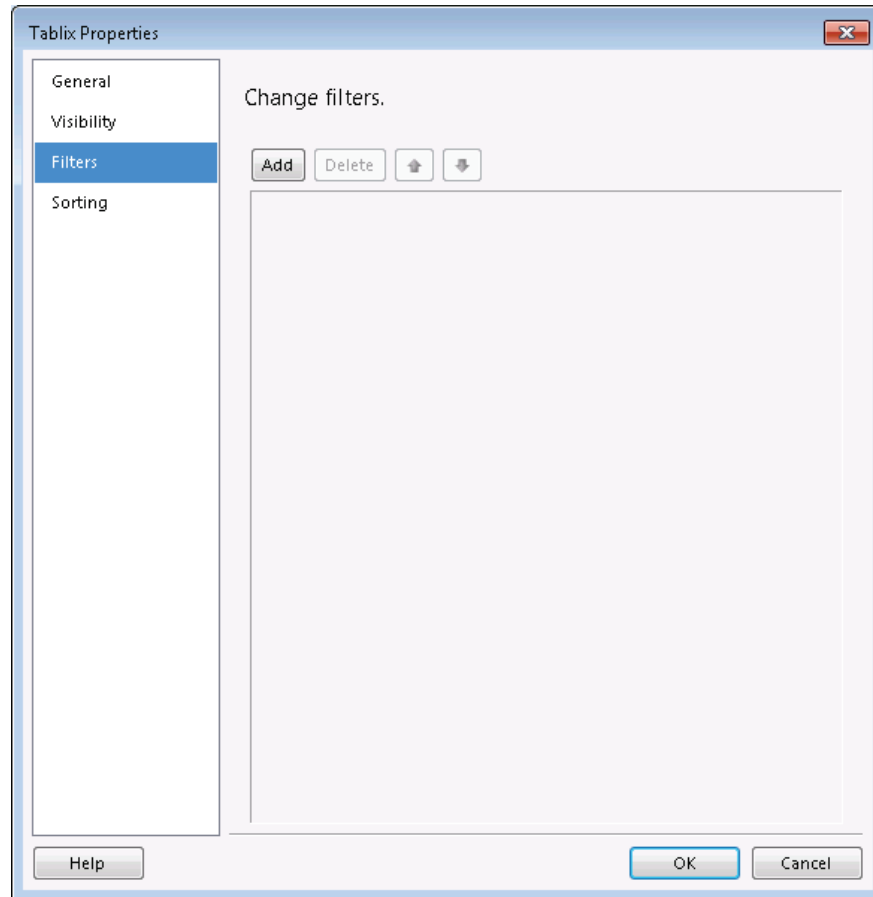 Tablix Properties
General
Visibility
Filters
Sorting
Change filters.
Add Delete
Help OK Cancel